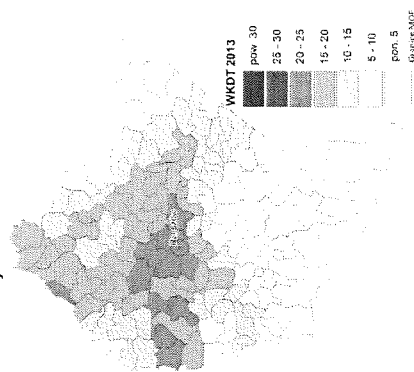 WKDT 2013
pow. 30
25 - 30
20 - 25
15 - 20
10 - 15
5 - 10
pon. 5
Granice MOF